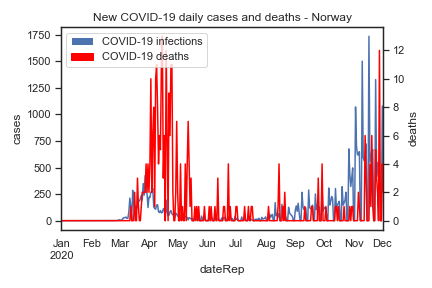 New COVID-19 daily cases and deaths - Norway
COVID-19 infections
COVID-19 deaths
cases
1750
1500
1250
1000
750
500
250
0
deaths
12
10
8
6
4
2
0
Jan Feb Mar Apr May Jun Jul Aug Sep Oct Nov Dec
2020
dateRep